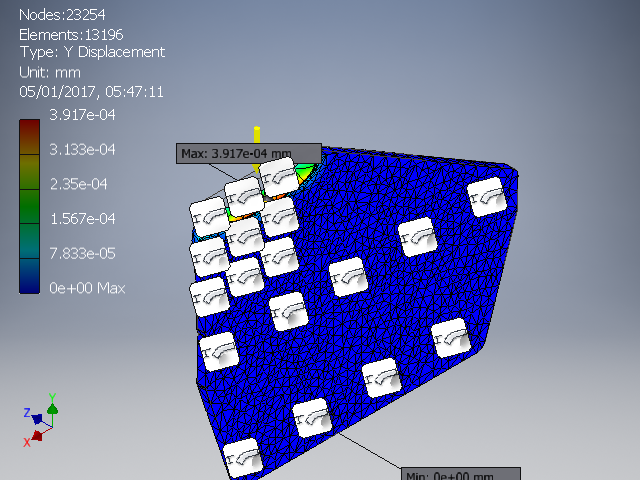 Nodes:23254
Elements:13196
Type: Y Displacement
Unit: mm
05/01/2017, 05:47:11
3.917e-04
3.133e-04
2.35e-04
1.567e-04
7.833e-05
0e+00 Max
Max: 3.917e-04 mm
Min: 0e+00 mm
Y
Z
X